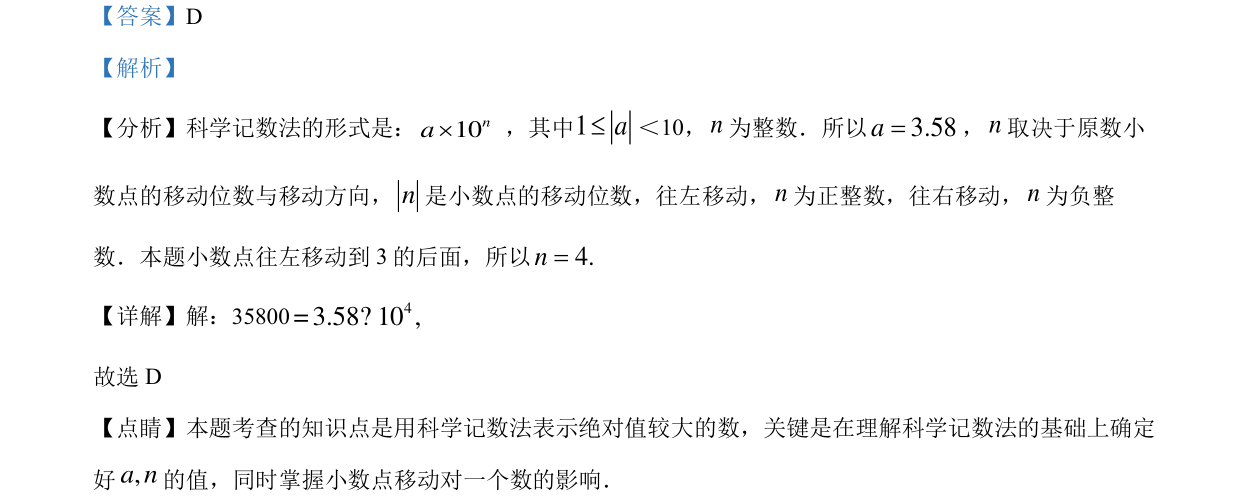 【答案】D
【解析】
【分析】科学记数法的形式是：a×10ⁿ ，其中1≤|a|＜10，n 为整数．所以a = 3.58，n 取决于原数小
数点的移动位数与移动方向，|n| 是小数点的移动位数，往左移动，n 为正整数，往右移动，n 为负整
数．本题小数点往左移动到 3 的后面，所以n = 4.
【详解】解：35800=3.58? 10⁴,
故选 D
【点睛】本题考查的知识点是用科学记数法表示绝对值较大的数，关键是在理解科学记数法的基础上确定
好 a,n 的值，同时掌握小数点移动对一个数的影响．